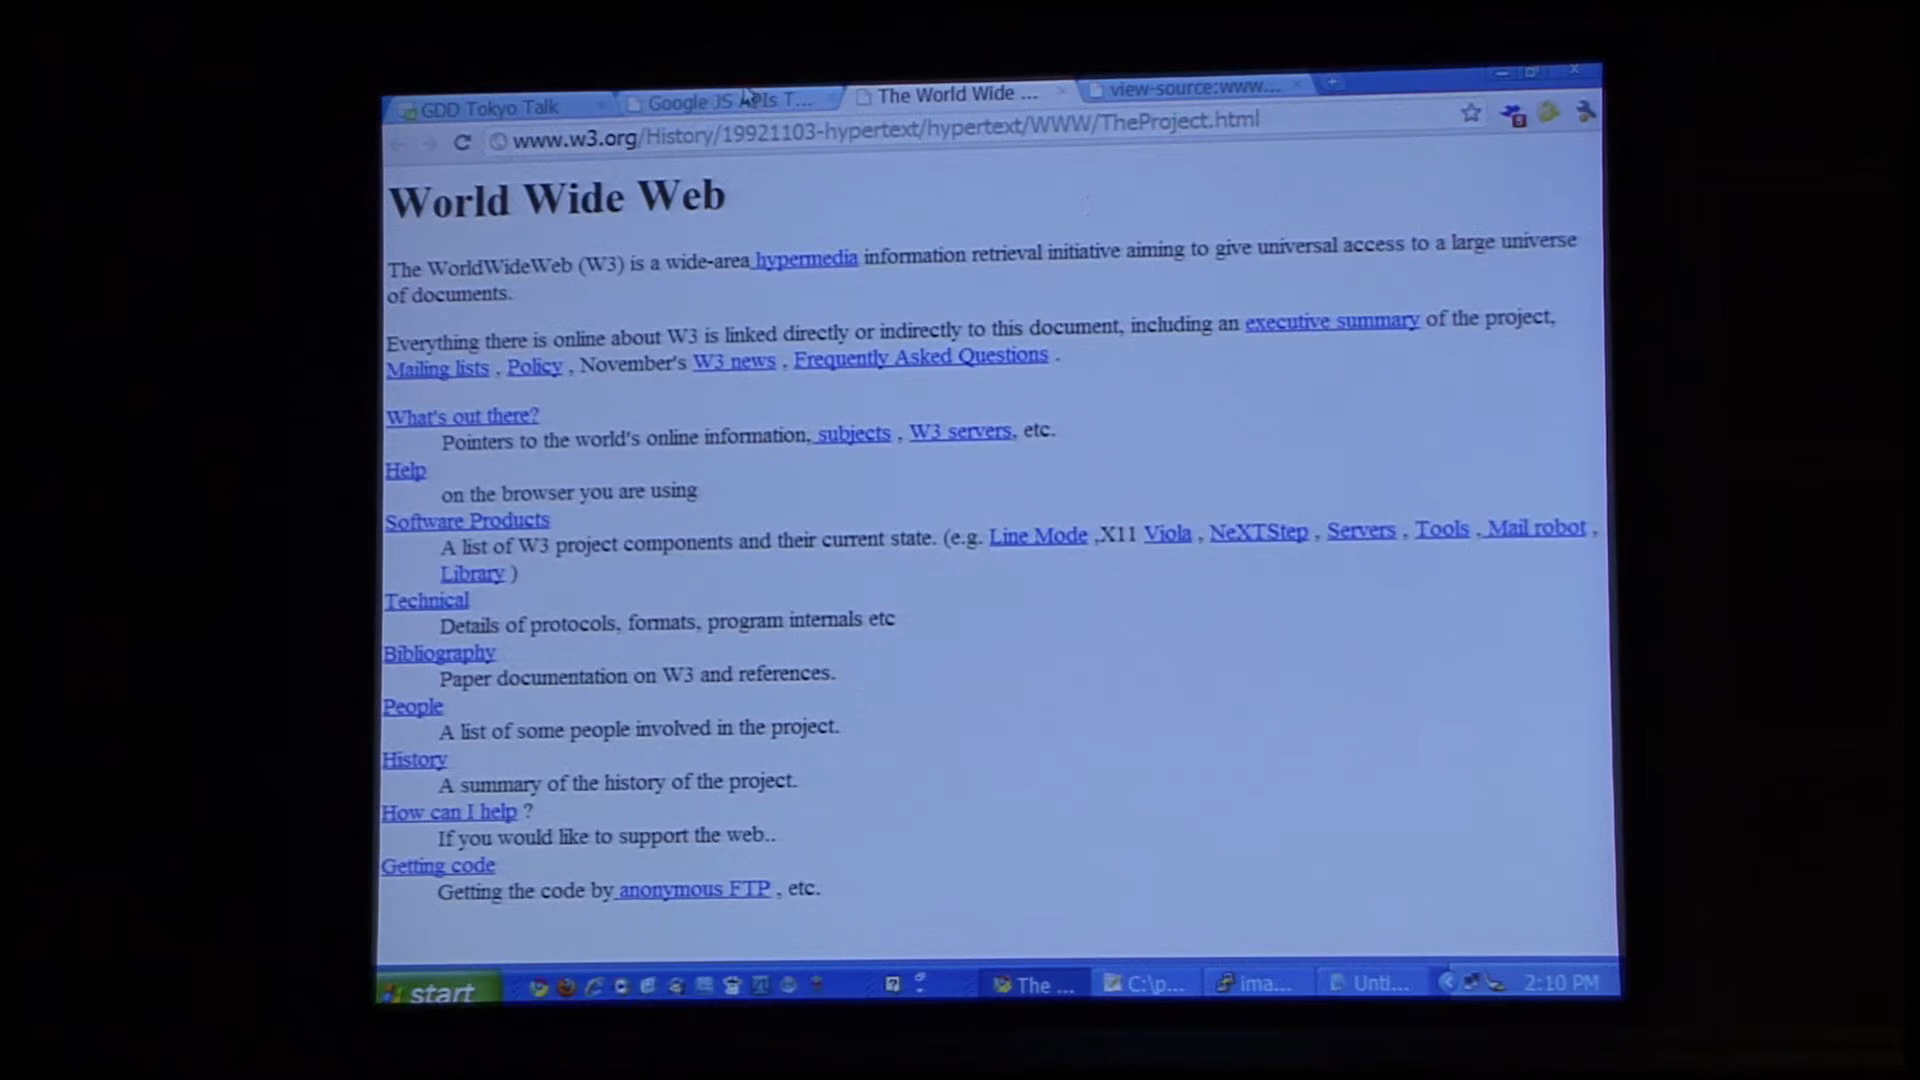 GDD Tokyo Talk
Google JS APIs T...
The World Wide ...
view-source:www...
www.w3.org/History/19921103-hypertext/hypertext/WWW/TheProject.html
World Wide Web
The WorldWideWeb (W3) is a wide-area hypermedia information retrieval initiative aiming to give universal access to a large universe
of documents.
Everything there is online about W3 is linked directly or indirectly to this document, including an executive summary of the project,
Mailing lists , Policy , November's W3 news , Frequently Asked Questions .
What's out there?
Pointers to the world's online information, subjects , W3 servers, etc.
Help
on the browser you are using
Software Products
A list of W3 project components and their current state. (e.g. Line Mode ,X11 Viola , NeXTStep , Servers , Tools , Mail robot ,
Library )
Technical
Details of protocols, formats, program internals etc
Bibliography
Paper documentation on W3 and references.
People
A list of some people involved in the project.
History
A summary of the history of the project.
How can I help ?
If you would like to support the web..
Getting code
Getting the code by anonymous FTP , etc.
start
The ...
C:\p...
ima...
Unti...
2:10 PM